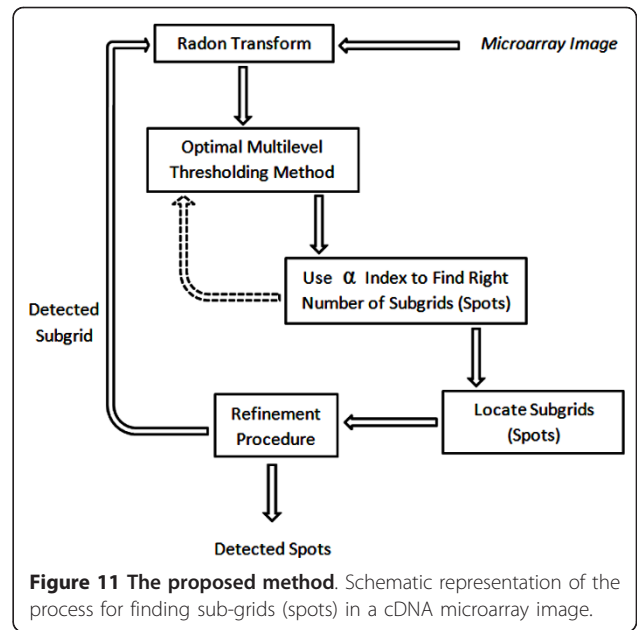 Radon Transform
Microarray Image
Optimal Multilevel
Thresholding Method
Use α Index to Find Right
Number of Subgrids (Spots)
Detected
Subgrid
Locate Subgrids
(Spots)
Refinement
Procedure
Detected Spots
Figure 11 The proposed method. Schematic representation of the
process for finding sub-grids (spots) in a cDNA microarray image.